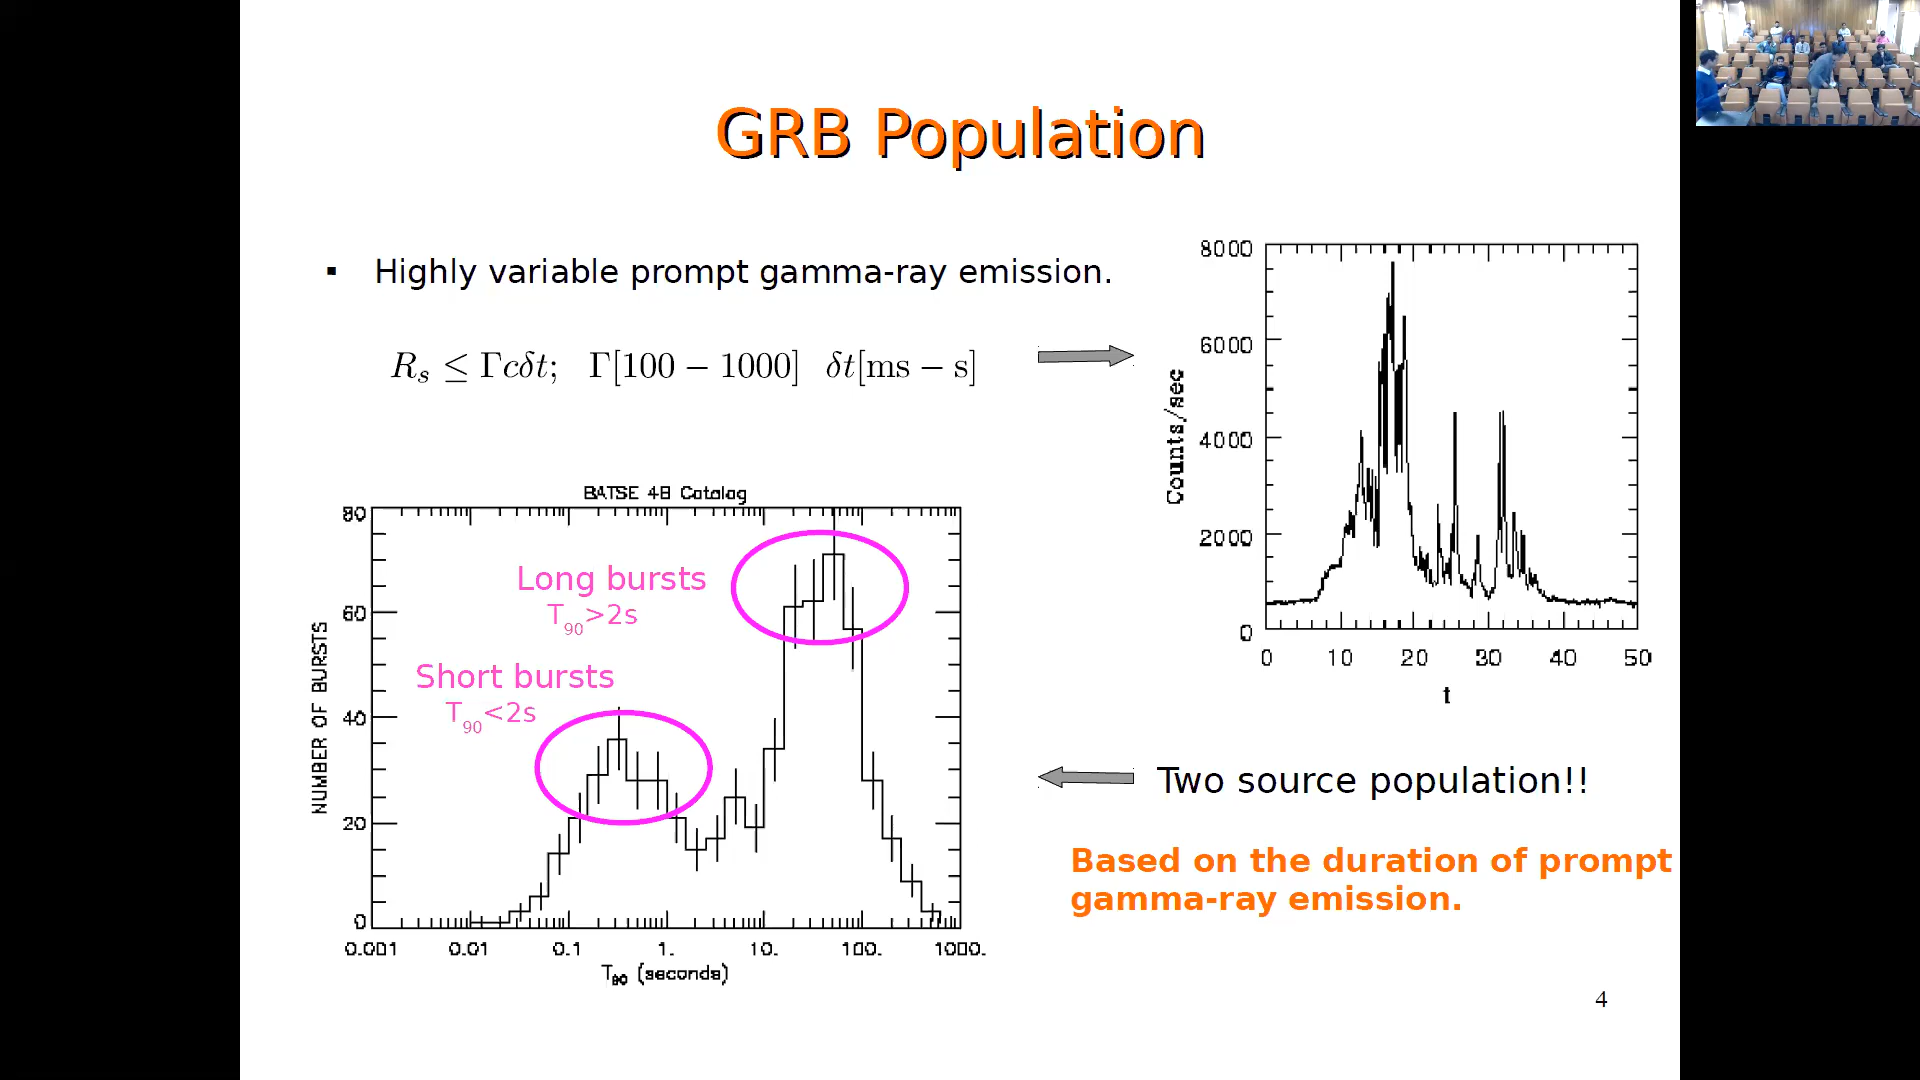 GRB Population
▪ Highly variable prompt gamma-ray emission.
R_s ≤ Γcδt; Γ[100 − 1000] δt[ms − s]
8000
6000
4000
2000
0
Counts/sec
0 10 20 30 40 50
t
BATSE 4B Catalog
80
60
40
20
0
NUMBER OF BURSTS
Long bursts
T90>2s
Short bursts
T90<2s
0.001 0.01 0.1 1. 10. 100. 1000.
T90 (seconds)
Two source population!!
Based on the duration of prompt
gamma-ray emission.
4